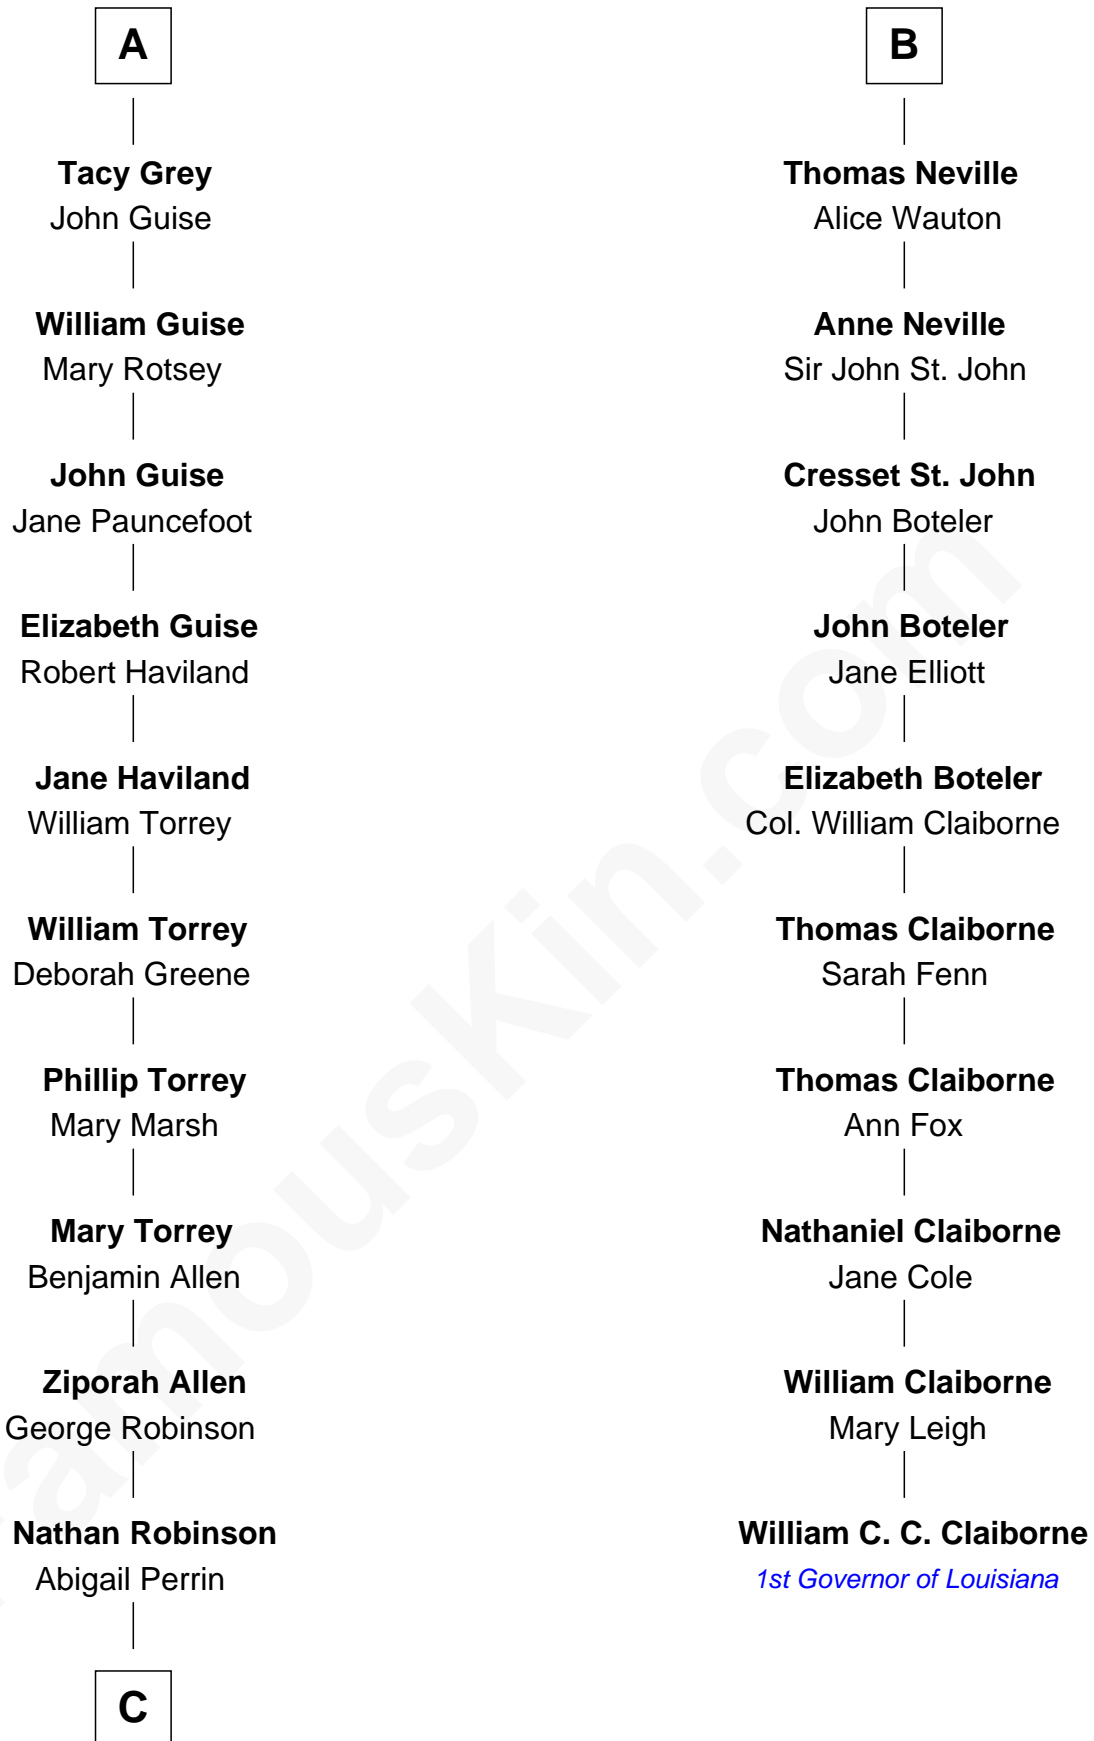 A
Tacy Grey
John Guise
William Guise
Mary Rotsey
John Guise
Jane Pauncefoot
Elizabeth Guise
Robert Haviland
Jane Haviland
William Torrey
William Torrey
Deborah Greene
Phillip Torrey
Mary Marsh
Mary Torrey
Benjamin Allen
Ziporah Allen
George Robinson
Nathan Robinson
Abigail Perrin
C
B
Thomas Neville
Alice Wauton
Anne Neville
Sir John St. John
Cresset St. John
John Boteler
John Boteler
Jane Elliott
Elizabeth Boteler
Col. William Claiborne
Thomas Claiborne
Sarah Fenn
Thomas Claiborne
Ann Fox
Nathaniel Claiborne
Jane Cole
William Claiborne
Mary Leigh
William C. C. Claiborne
1st Governor of Louisiana
FamousKin.com